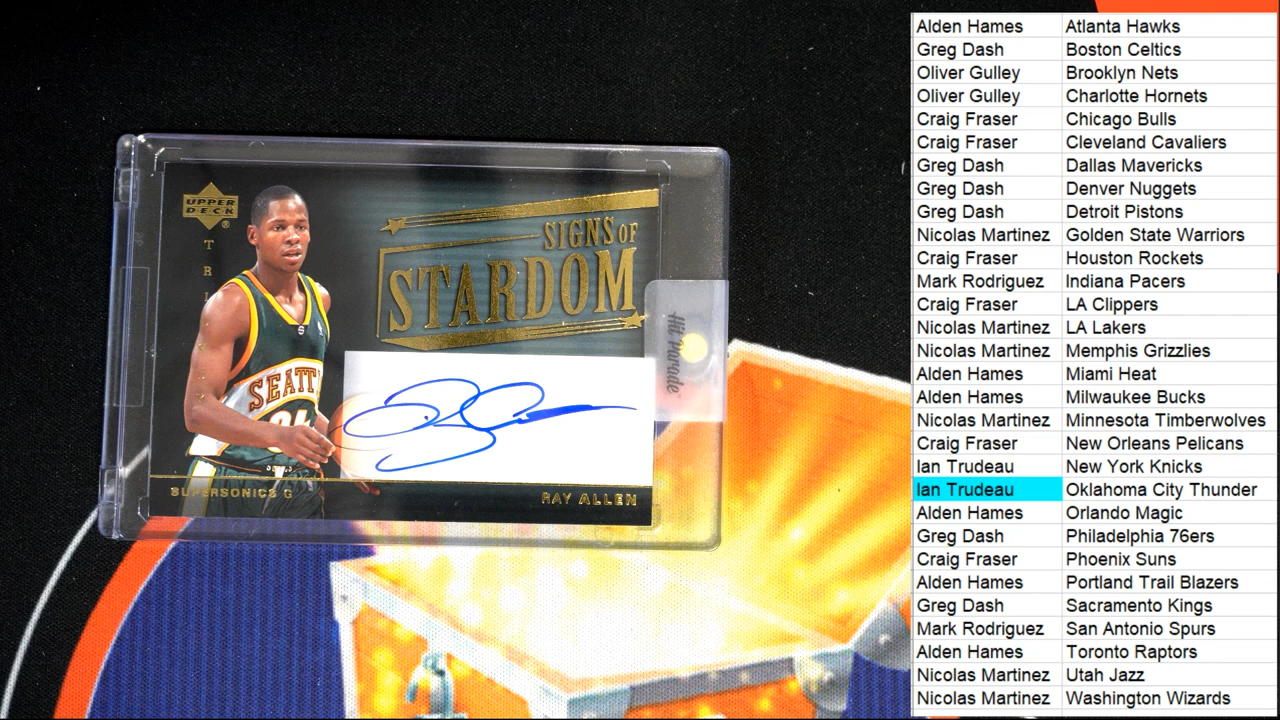 UPPER
DECK
®
T
R
I
SIGNS OF
STARDOM
SEATT
SUPERSONICS G
RAY ALLEN
Hit Parade
Alden Hames Atlanta Hawks
Greg Dash Boston Celtics
Oliver Gulley Brooklyn Nets
Oliver Gulley Charlotte Hornets
Craig Fraser Chicago Bulls
Craig Fraser Cleveland Cavaliers
Greg Dash Dallas Mavericks
Greg Dash Denver Nuggets
Greg Dash Detroit Pistons
Nicolas Martinez Golden State Warriors
Craig Fraser Houston Rockets
Mark Rodriguez Indiana Pacers
Craig Fraser LA Clippers
Nicolas Martinez LA Lakers
Nicolas Martinez Memphis Grizzlies
Alden Hames Miami Heat
Alden Hames Milwaukee Bucks
Nicolas Martinez Minnesota Timberwolves
Craig Fraser New Orleans Pelicans
Ian Trudeau New York Knicks
Ian Trudeau Oklahoma City Thunder
Alden Hames Orlando Magic
Greg Dash Philadelphia 76ers
Craig Fraser Phoenix Suns
Alden Hames Portland Trail Blazers
Greg Dash Sacramento Kings
Mark Rodriguez San Antonio Spurs
Alden Hames Toronto Raptors
Nicolas Martinez Utah Jazz
Nicolas Martinez Washington Wizards